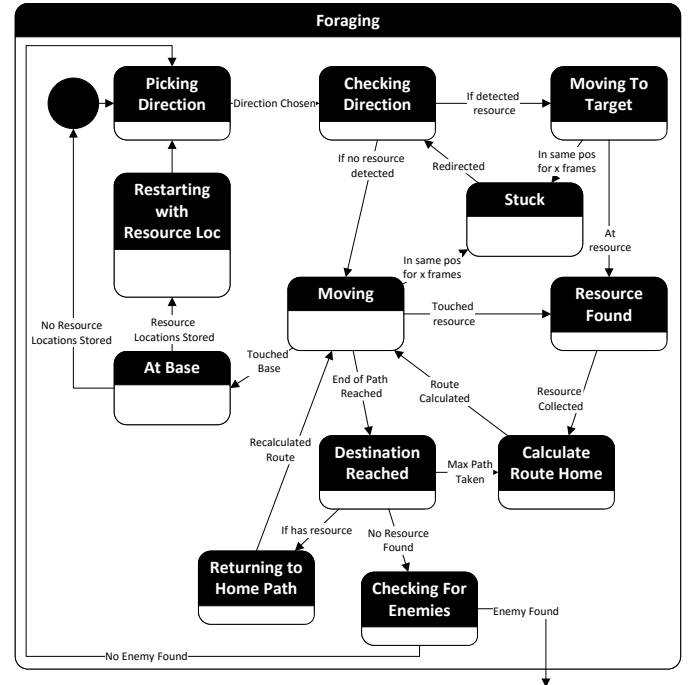 Foraging
Picking
Direction
Direction Chosen
Checking
Direction
If detected
resource
Moving To
Target
If no resource
detected
Redirected
In same pos
for x frames
Restarting
with
Resource Loc
Stuck
At
resource
In same pos
for x frames
Moving
Touched
resource
Resource
Found
No Resource
Locations Stored
Resource
Locations Stored
At Base
Touched
Base
End of Path
Reached
Route
Calculated
Resource
Collected
Recalculated
Route
Destination
Reached
Max Path
Taken
Calculate
Route Home
If has resource
No Resource
Found
Returning to
Home Path
Checking For
Enemies
Enemy Found
No Enemy Found